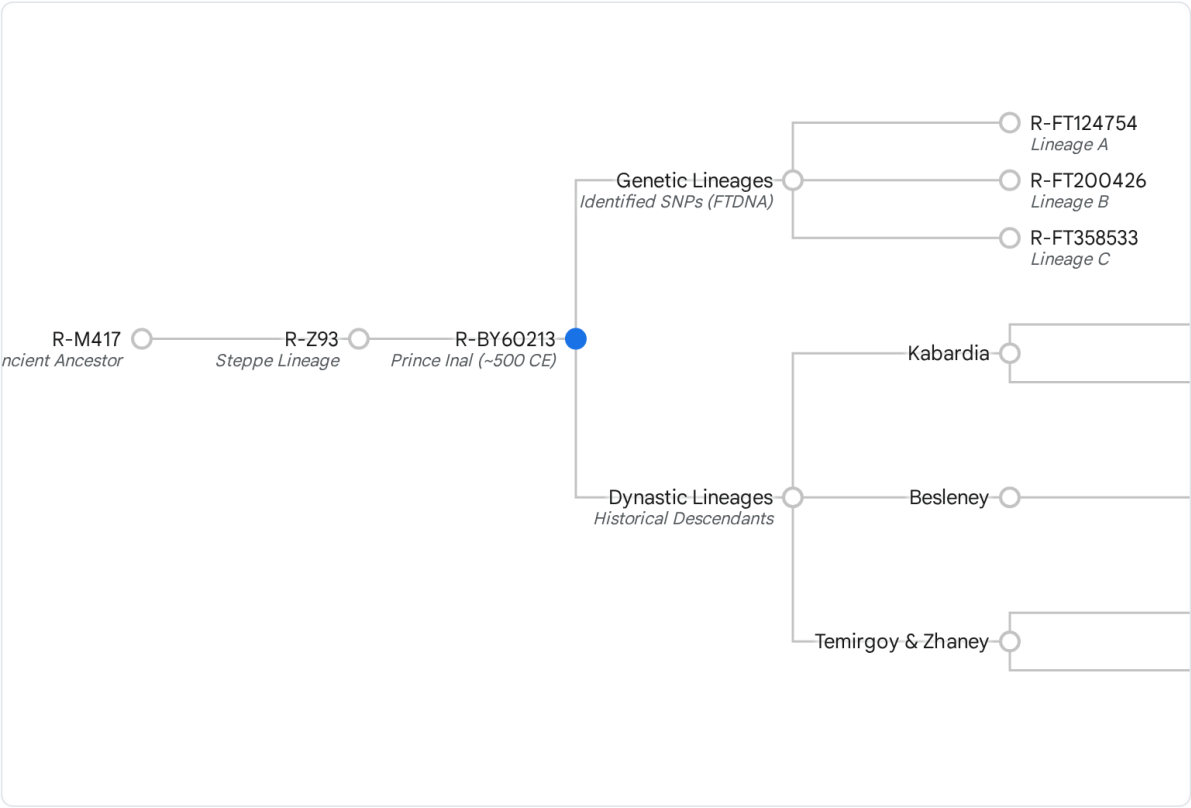 R-FT124754
Lineage A
Genetic Lineages
R-FT200426
Identified SNPs (FTDNA)
Lineage B
R-FT358533
Lineage C
R-M417
R-Z93
R-BY60213
ncient Ancestor
Steppe Lineage
Prince Inal (~500 CE)
Kabardia
Dynastic Lineages
Besleney
Historical Descendants
Temirgoy & Zhaney